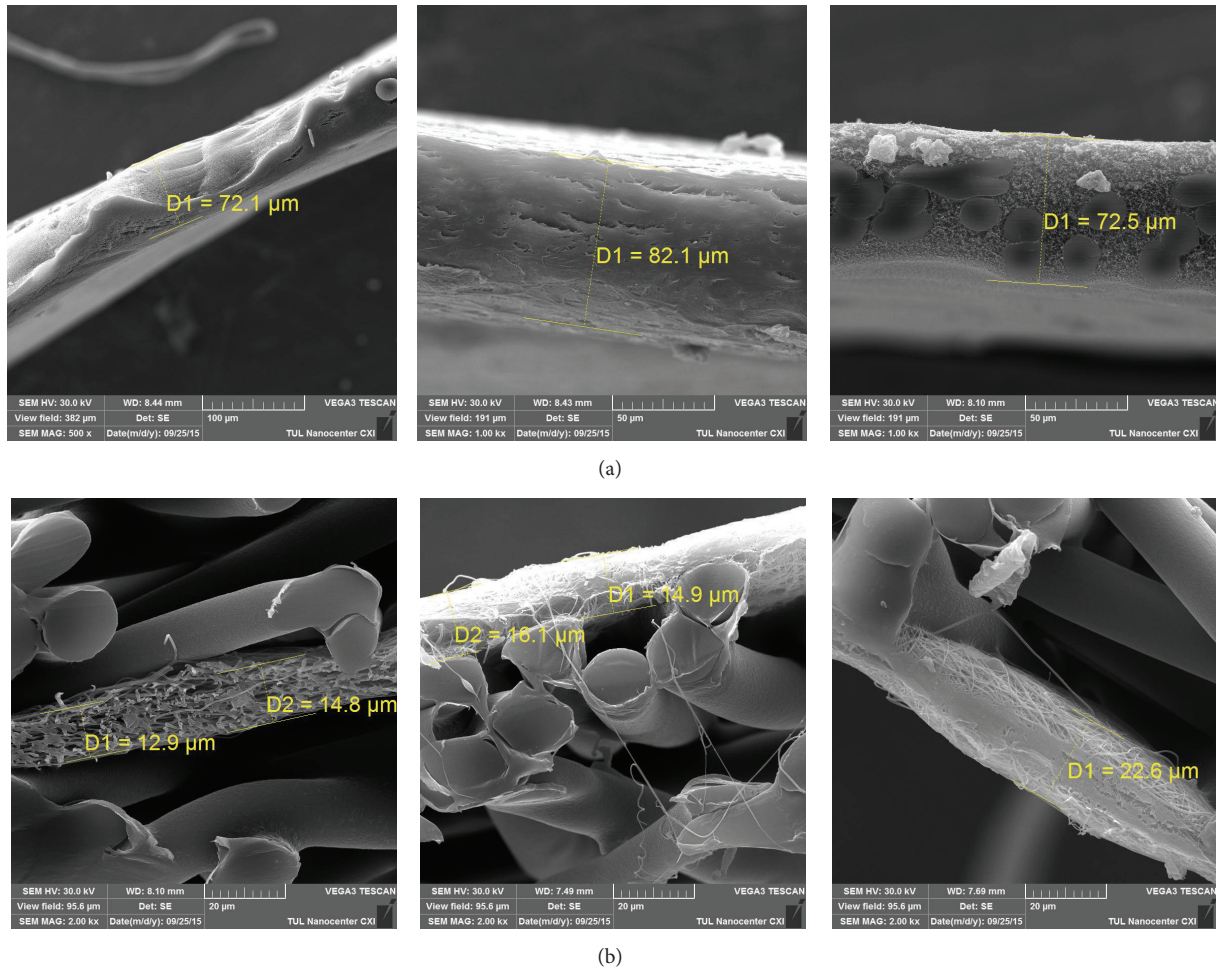 D1 = 72.1 µm
SEM HV: 30.0 kV WD: 8.44 mm VEGA3 TESCAN
View field: 382 µm Det: SE 100 µm
SEM MAG: 500 x Date(m/d/y): 09/25/15 TUL Nanocenter CXI
D1 = 82.1 µm
SEM HV: 30.0 kV WD: 8.43 mm VEGA3 TESCAN
View field: 191 µm Det: SE 50 µm
SEM MAG: 1.00 kx Date(m/d/y): 09/25/15 TUL Nanocenter CXI
D1 = 72.5 µm
SEM HV: 30.0 kV WD: 8.10 mm VEGA3 TESCAN
View field: 191 µm Det: SE 50 µm
SEM MAG: 1.00 kx Date(m/d/y): 09/25/15 TUL Nanocenter CXI
(a)
D2 = 14.8 µm
D1 = 12.9 µm
SEM HV: 30.0 kV WD: 8.10 mm VEGA3 TESCAN
View field: 95.6 µm Det: SE 20 µm
SEM MAG: 2.00 kx Date(m/d/y): 09/25/15 TUL Nanocenter CXI
D1 = 14.9 µm
D2 = 16.1 µm
SEM HV: 30.0 kV WD: 7.49 mm VEGA3 TESCAN
View field: 95.6 µm Det: SE 20 µm
SEM MAG: 2.00 kx Date(m/d/y): 09/25/15 TUL Nanocenter CXI
D1 = 22.6 µm
SEM HV: 30.0 kV WD: 7.69 mm VEGA3 TESCAN
View field: 95.6 µm Det: SE 20 µm
SEM MAG: 2.00 kx Date(m/d/y): 09/25/15 TUL Nanocenter CXI
(b)